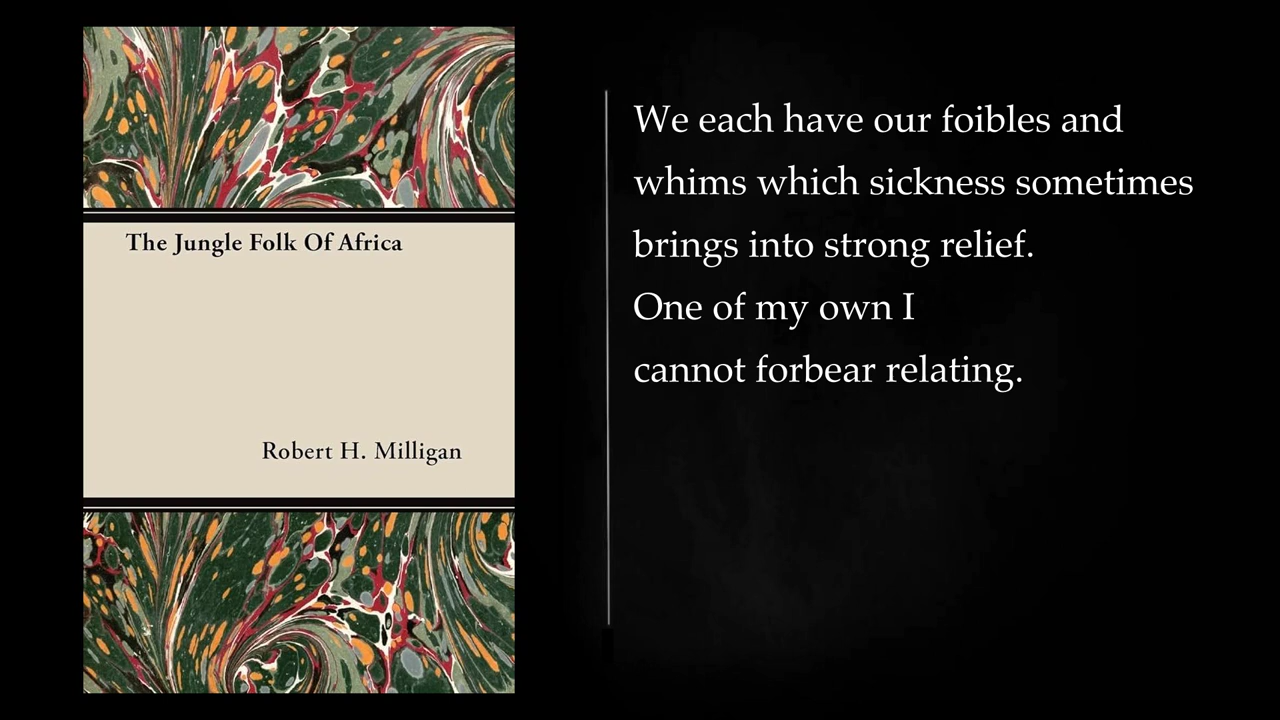 The Jungle Folk Of Africa
Robert H. Milligan
We each have our foibles and
whims which sickness sometimes
brings into strong relief.
One of my own I
cannot forbear relating.